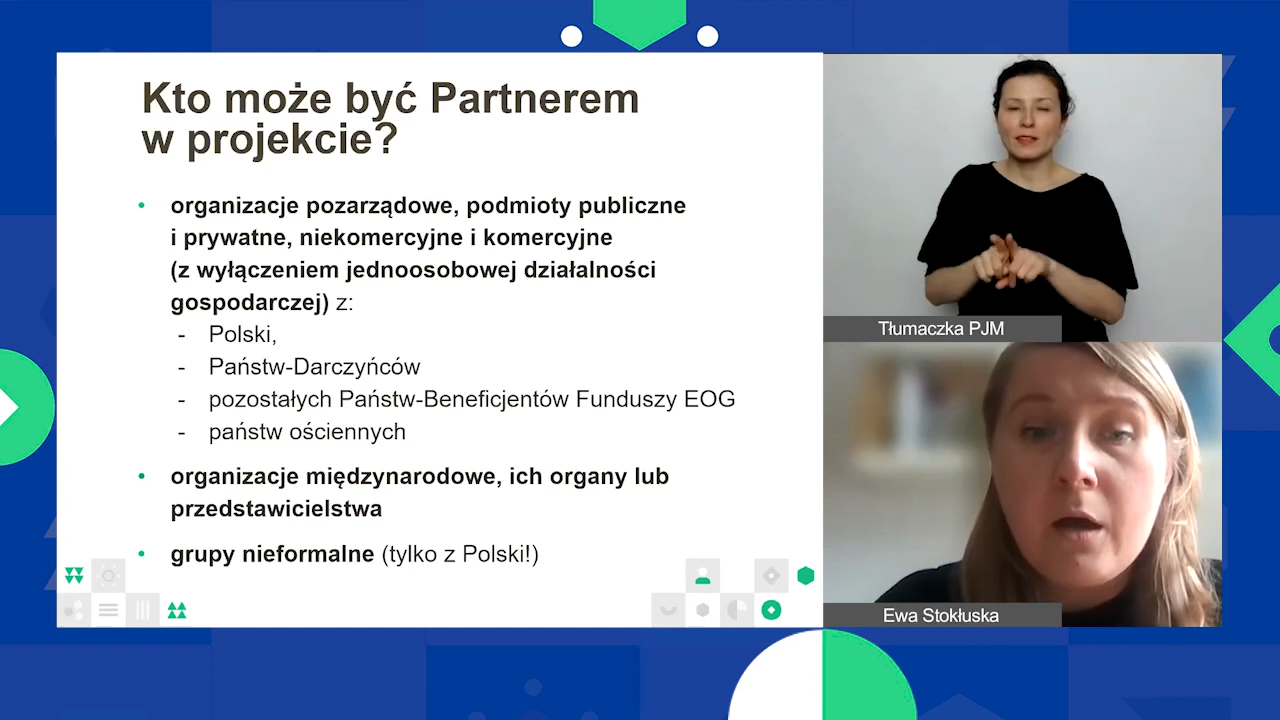 Kto może być Partnerem
w projekcie?
• organizacje pozarządowe, podmioty publiczne
i prywatne, niekomercyjne i komercyjne
(z wyłączeniem jednoosobowej działalności
gospodarczej) z:
- Polski,
- Państw-Darczyńców
- pozostałych Państw-Beneficjentów Funduszy EOG
- państw ościennych
• organizacje międzynarodowe, ich organy lub
przedstawicielstwa
• grupy nieformalne (tylko z Polski!)
Tłumaczka PJM
Ewa Stokłuska